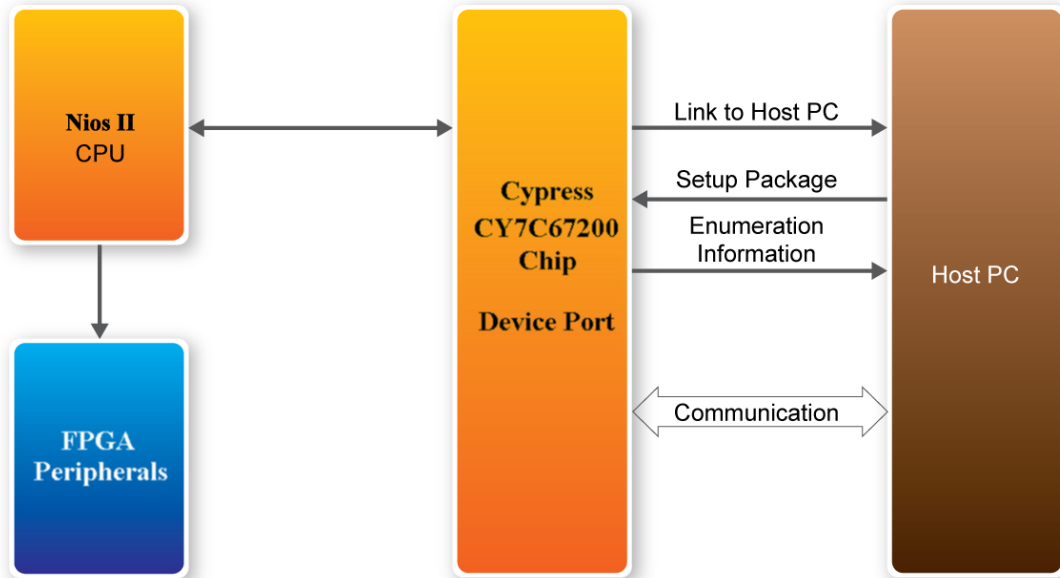 Nios II
CPU
FPGA
Peripherals
Cypress
CY7C67200
Chip
Device Port
Link to Host PC
Setup Package
Enumeration
Information
Communication
Host PC